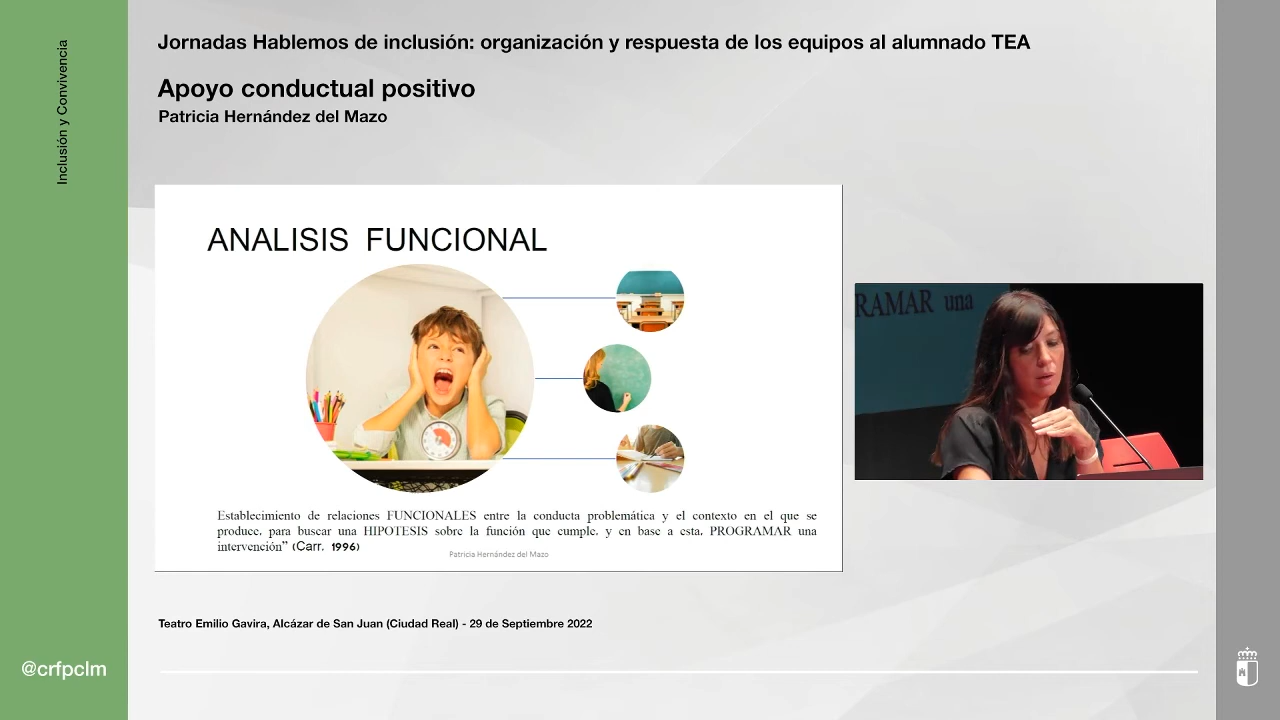 Inclusión y Convivencia
Jornadas Hablemos de inclusión: organización y respuesta de los equipos al alumnado TEA
Apoyo conductual positivo
Patricia Hernández del Mazo
ANALISIS FUNCIONAL
Establecimiento de relaciones FUNCIONALES entre la conducta problemática y el contexto en el que se
produce, para buscar una HIPOTESIS sobre la función que cumple, y en base a esta, PROGRAMAR una
intervención” (Carr, 1996)
Patricia Hernández del Mazo
RAMAR una
Teatro Emilio Gavira, Alcázar de San Juan (Ciudad Real) - 29 de Septiembre 2022
@crfpclm